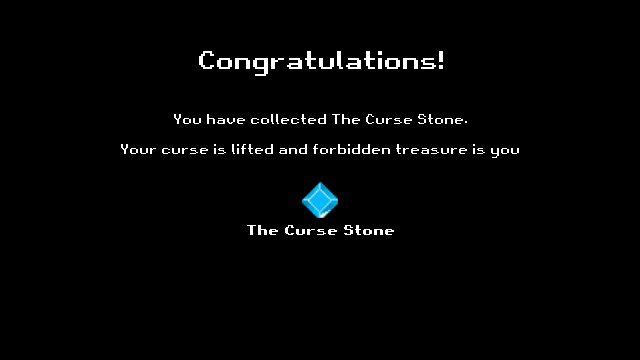 Congratulations!
You have collected The Curse Stone.
Your curse is lifted and forbidden treasure is you
The Curse Stone